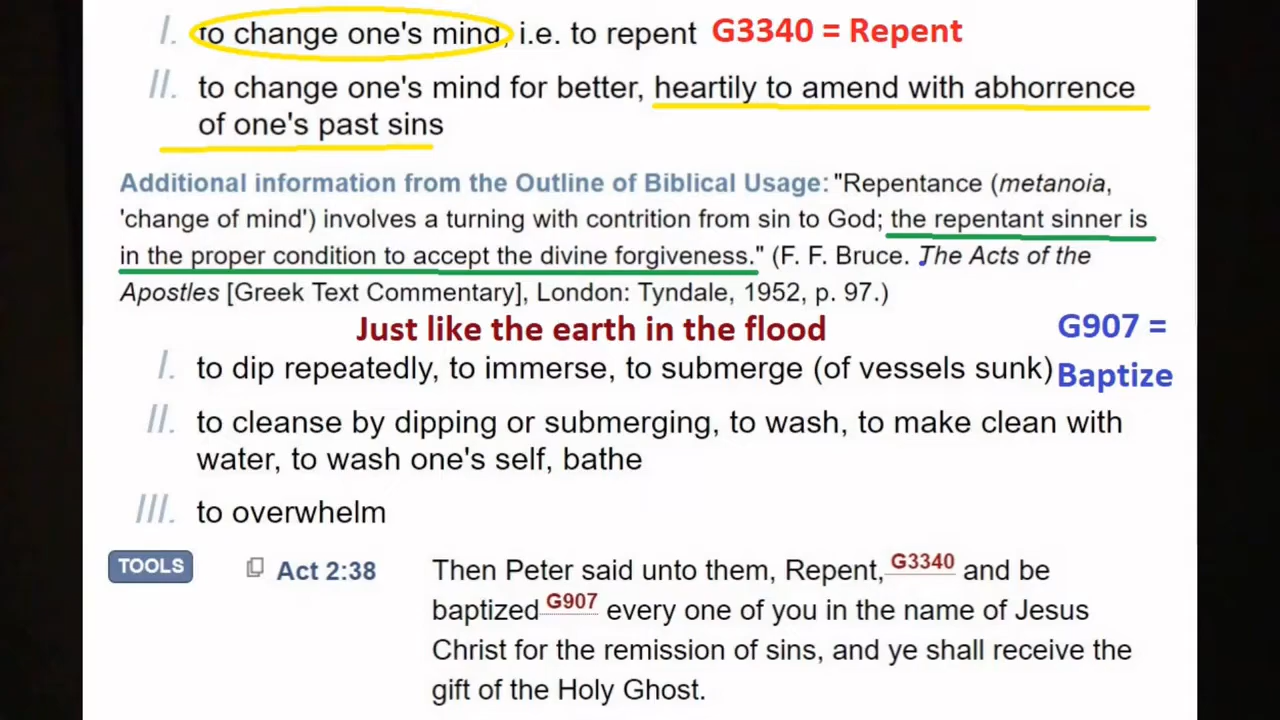 I. to change one's mind, i.e. to repent G3340 = Repent
II. to change one's mind for better, heartily to amend with abhorrence
of one's past sins
Additional information from the Outline of Biblical Usage: "Repentance (metanoia,
'change of mind') involves a turning with contrition from sin to God; the repentant sinner is
in the proper condition to accept the divine forgiveness." (F. F. Bruce. The Acts of the
Apostles [Greek Text Commentary], London: Tyndale, 1952, p. 97.)
Just like the earth in the flood G907 =
I. to dip repeatedly, to immerse, to submerge (of vessels sunk) Baptize
II. to cleanse by dipping or submerging, to wash, to make clean with
water, to wash one's self, bathe
III. to overwhelm
TOOLS Act 2:38 Then Peter said unto them, Repent, G3340 and be
baptized G907 every one of you in the name of Jesus
Christ for the remission of sins, and ye shall receive the
gift of the Holy Ghost.